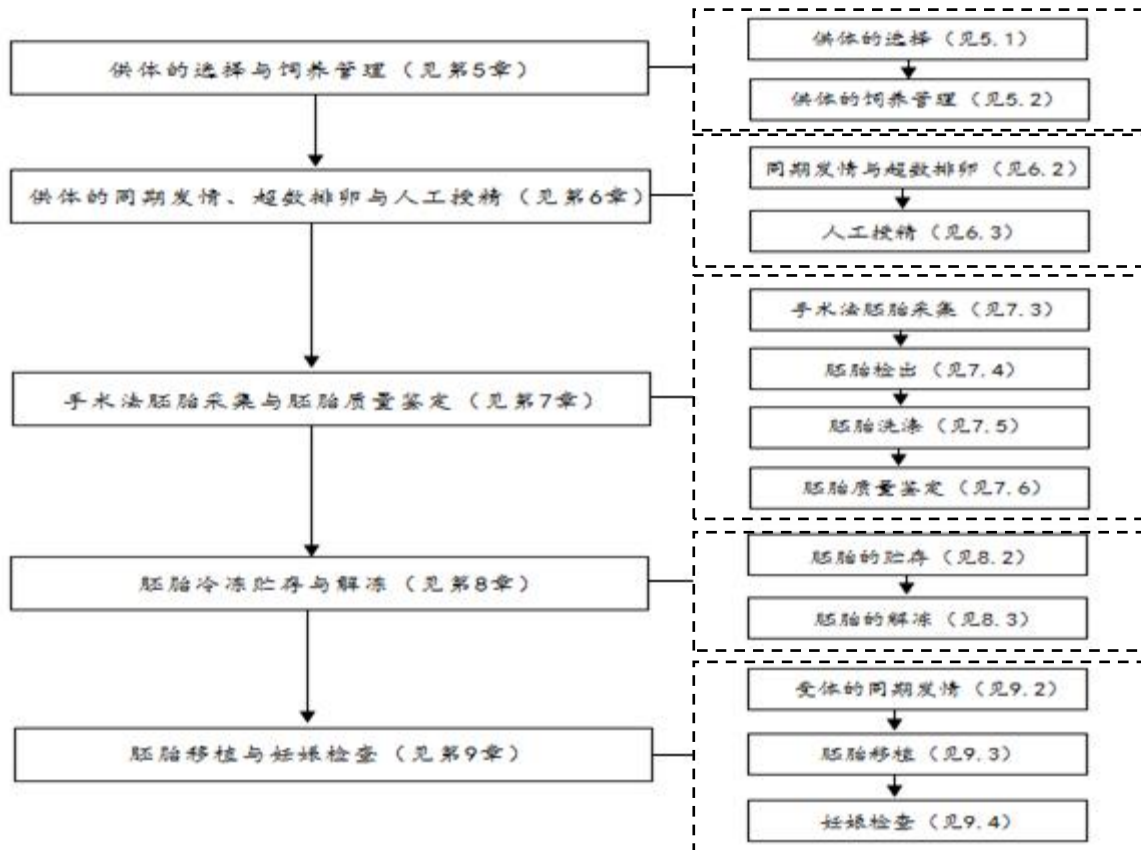 供体的选择与饲养管理（见第5章）
供体的选择（见5.1）
供体的饲养管理（见5.2）
供体的同期发情、超数排卵与人工授精（见第6章）
同期发情与超数排卵（见6.2）
人工授精（见6.3）
手术法胚胎采集与胚胎质量鉴定（见第7章）
手术法胚胎采集（见7.3）
胚胎检出（见7.4）
胚胎洗涤（见7.5）
胚胎质量鉴定（见7.6）
胚胎冷冻贮存与解冻（见第8章）
胚胎的贮存（见8.2）
胚胎的解冻（见8.3）
胚胎移植与妊娠检查（见第9章）
受体的同期发情（见9.2）
胚胎移植（见9.3）
妊娠检查（见9.4）